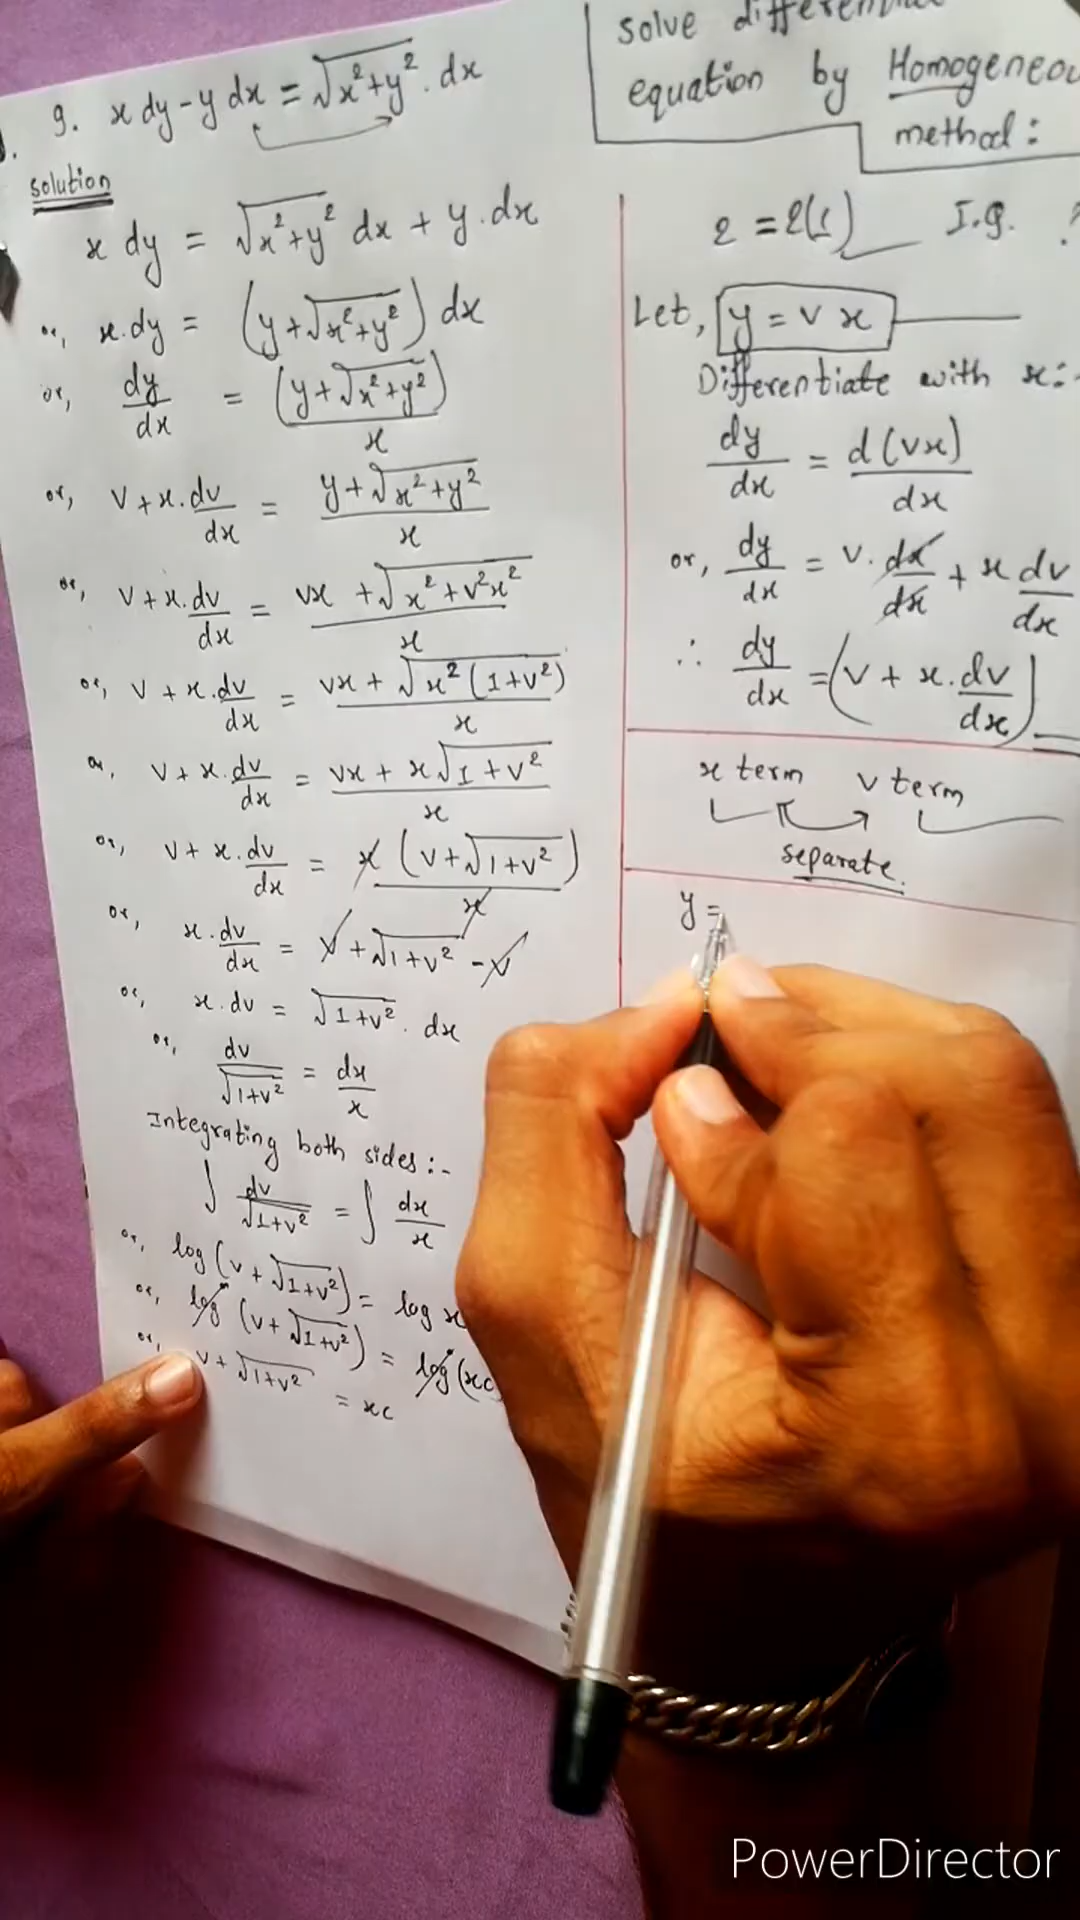 9. x dy - y dx = √x²+y² . dx
solution
x dy = √x²+y² dx + y.dx
or, x.dy = (y+√x²+y²) dx
or, dy/dx = (y+√x²+y²)/x
or, v+x.dv/dx = y+√x²+y²/x
or, v+x.dv/dx = vx+√x²+v²x²/x
or, v+x.dv/dx = vx+√x²(1+v²)/x
or, v+x.dv/dx = vx+x√1+v²/x
or, v+x.dv/dx = x(v+√1+v²)/x
or, x.dv/dx = v+√1+v² -v
or, x.dv = √1+v² . dx
or, dv/√1+v² = dx/x
Integrating both sides:-
∫ dv/√1+v² = ∫ dx/x
or, log(v+√1+v²) = log x
or, log (v+√1+v²) = log(xc
or, v+√1+v² = xc
solve
equation by Homogeneou
method:
2 = 2(1) I.g.
Let, y = v x
Differentiate with x:-
dy/dx = d(vx)/dx
or, dy/dx = v.dx/dx + x dv/dx
∴ dy/dx = (v + x.dv/dx)
x term v term
separate.
y =
PowerDirector